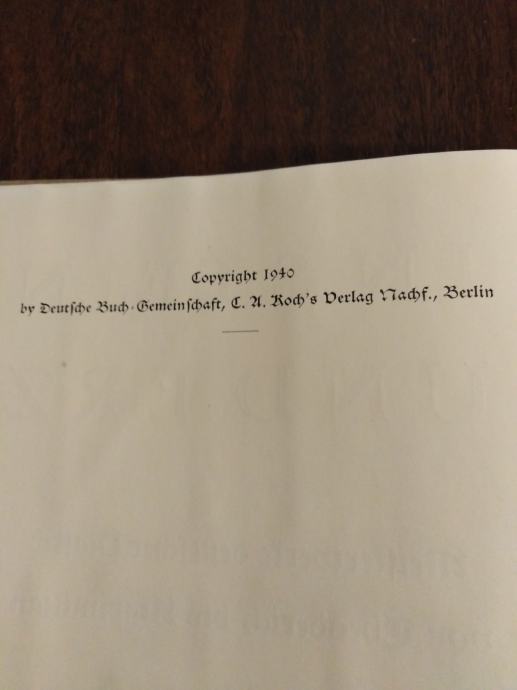 Copyright 1940
by Deutsche Buch-Gemeinschaft, C. A. Koch's Verlag Nachf., Berlin